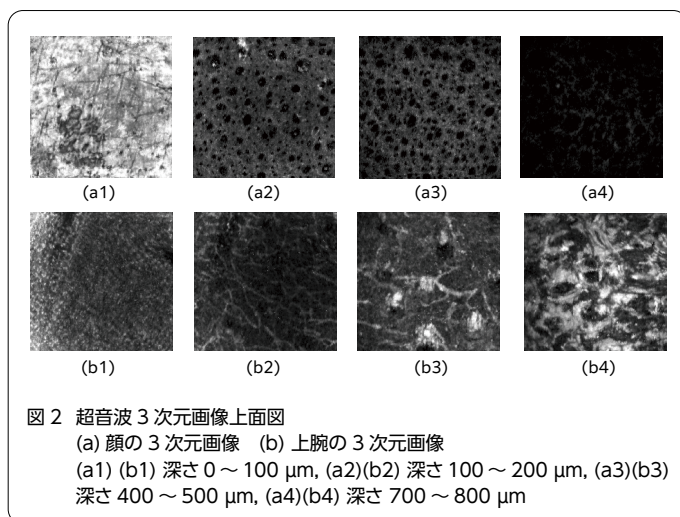 (a1) (a2) (a3) (a4)
(b1) (b2) (b3) (b4)
図 2 超音波 3 次元画像上面図
(a) 顔の 3 次元画像 (b) 上腕の 3 次元画像
(a1) (b1) 深さ 0 ~ 100 μm, (a2)(b2) 深さ 100 ~ 200 μm, (a3)(b3)
深さ 400 ~ 500 μm, (a4)(b4) 深さ 700 ~ 800 μm